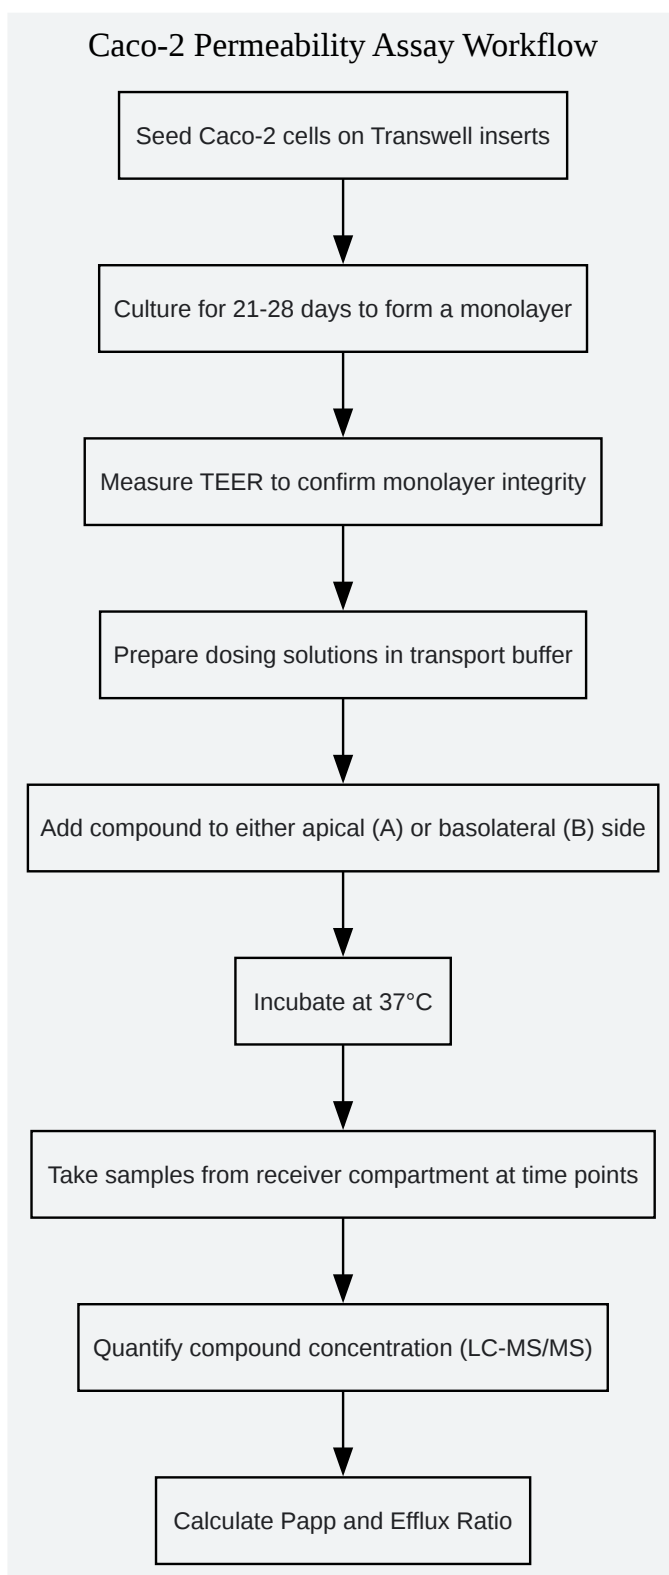 Caco-2 Permeability Assay Workflow
Seed Caco-2 cells on Transwell inserts
Culture for 21-28 days to form a monolayer
Measure TEER to confirm monolayer integrity
Prepare dosing solutions in transport buffer
Add compound to either apical (A) or basolateral (B) side
Incubate at 37°C
Take samples from receiver compartment at time points
Quantify compound concentration (LC-MS/MS)
Calculate Papp and Efflux Ratio